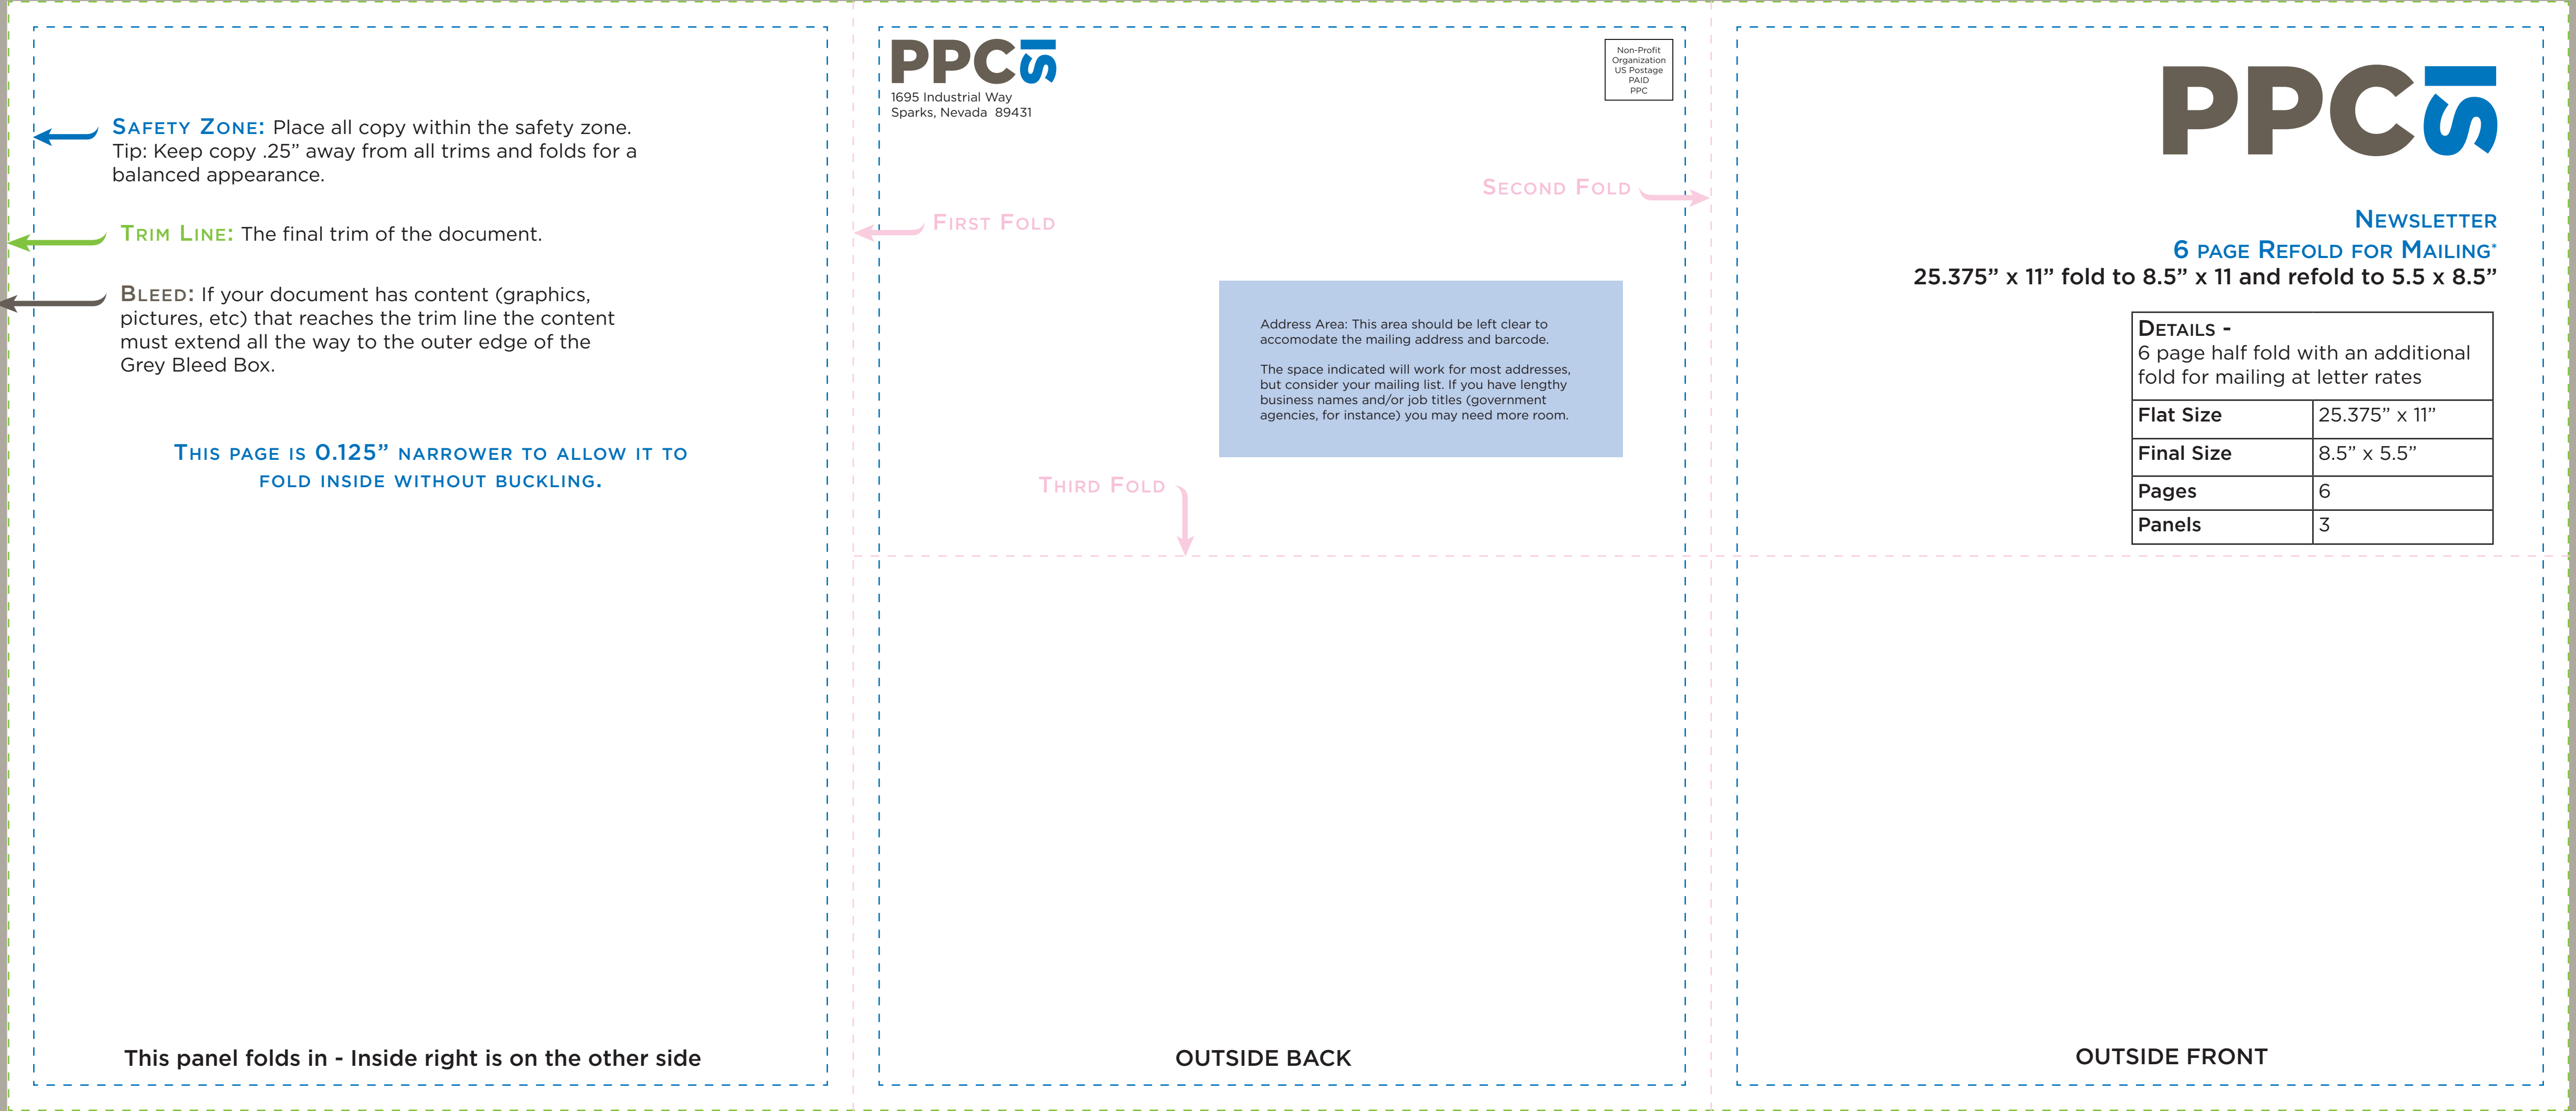 SAFETY ZONE: Place all copy within the safety zone.
Tip: Keep copy .25” away from all trims and folds for a
balanced appearance.
TRIM LINE: The final trim of the document.
BLEED: If your document has content (graphics,
pictures, etc) that reaches the trim line the content
must extend all the way to the outer edge of the
Grey Bleed Box.
THIS PAGE IS 0.125” NARROWER TO ALLOW IT TO
FOLD INSIDE WITHOUT BUCKLING.
This panel folds in - Inside right is on the other side
PPC IS
1695 Industrial Way
Sparks, Nevada 89431
Non-Profit
Organization
US Postage
PAID
PPC
SECOND FOLD
FIRST FOLD
Address Area: This area should be left clear to
accomodate the mailing address and barcode.
The space indicated will work for most addresses,
but consider your mailing list. If you have lengthy
business names and/or job titles (government
agencies, for instance) you may need more room.
THIRD FOLD
OUTSIDE BACK
PPC IS
NEWSLETTER
6 PAGE REFOLD FOR MAILING*
25.375” x 11” fold to 8.5” x 11 and refold to 5.5 x 8.5”
DETAILS -
6 page half fold with an additional
fold for mailing at letter rates
Flat Size 25.375” x 11”
Final Size 8.5” x 5.5”
Pages 6
Panels 3
OUTSIDE FRONT